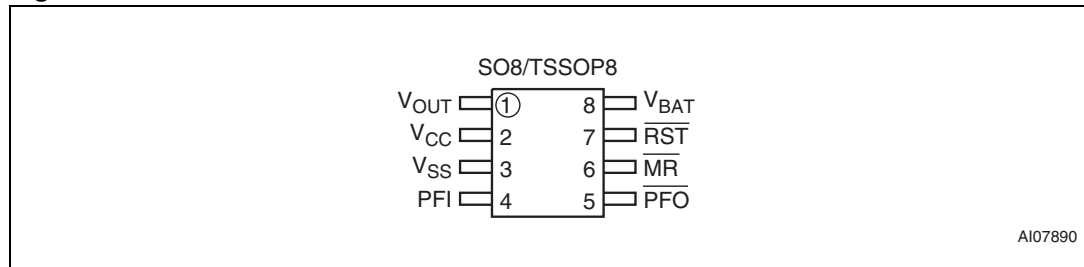 SO8/TSSOP8
VOUT 1 8 VBAT
VCC 2 7 RST
VSS 3 6 MR
PFI 4 5 PFO
AI07890